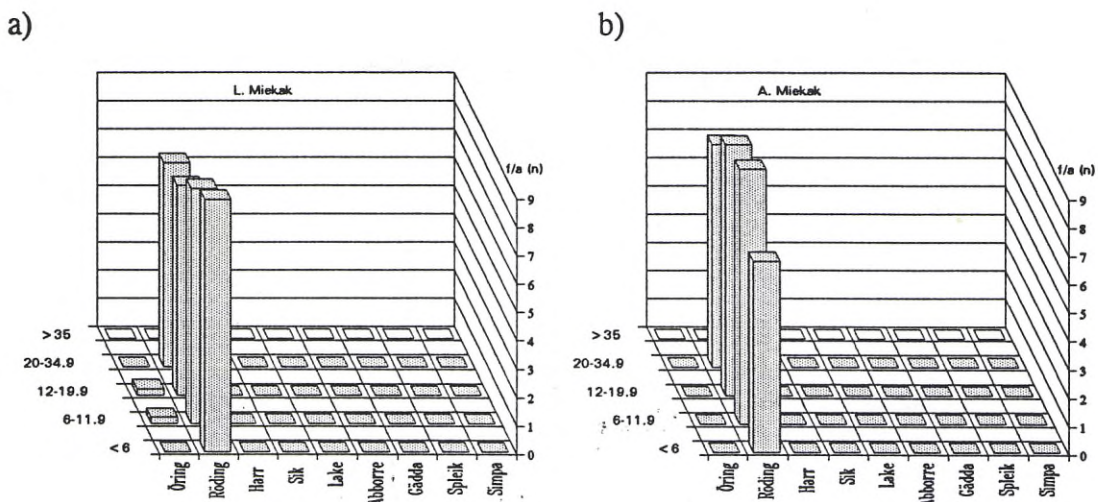 a)
L. Miekak
f/a (n)
9
8
7
6
5
4
3
2
1
0
>35
20-34.9
12-19.9
6-11.9
<6
Öring
Röding
Harr
Sik
Lake
Abborre
Gädda
Spleik
Simpa
b)
A. Miekak
f/a (n)
9
8
7
6
5
4
3
2
1
0
>35
20-34.9
12-19.9
6-11.9
<6
Öring
Röding
Harr
Sik
Lake
Abborre
Gädda
Spleik
Simpa